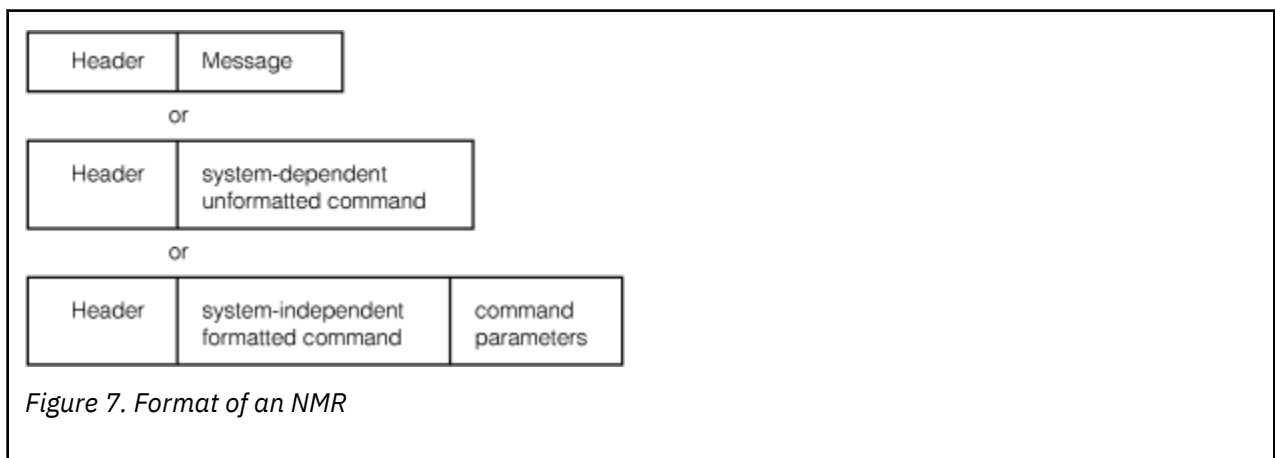 Header Message
or
Header system-dependent
unformatted command
or
Header system-independent command
formatted command parameters
Figure 7. Format of an NMR